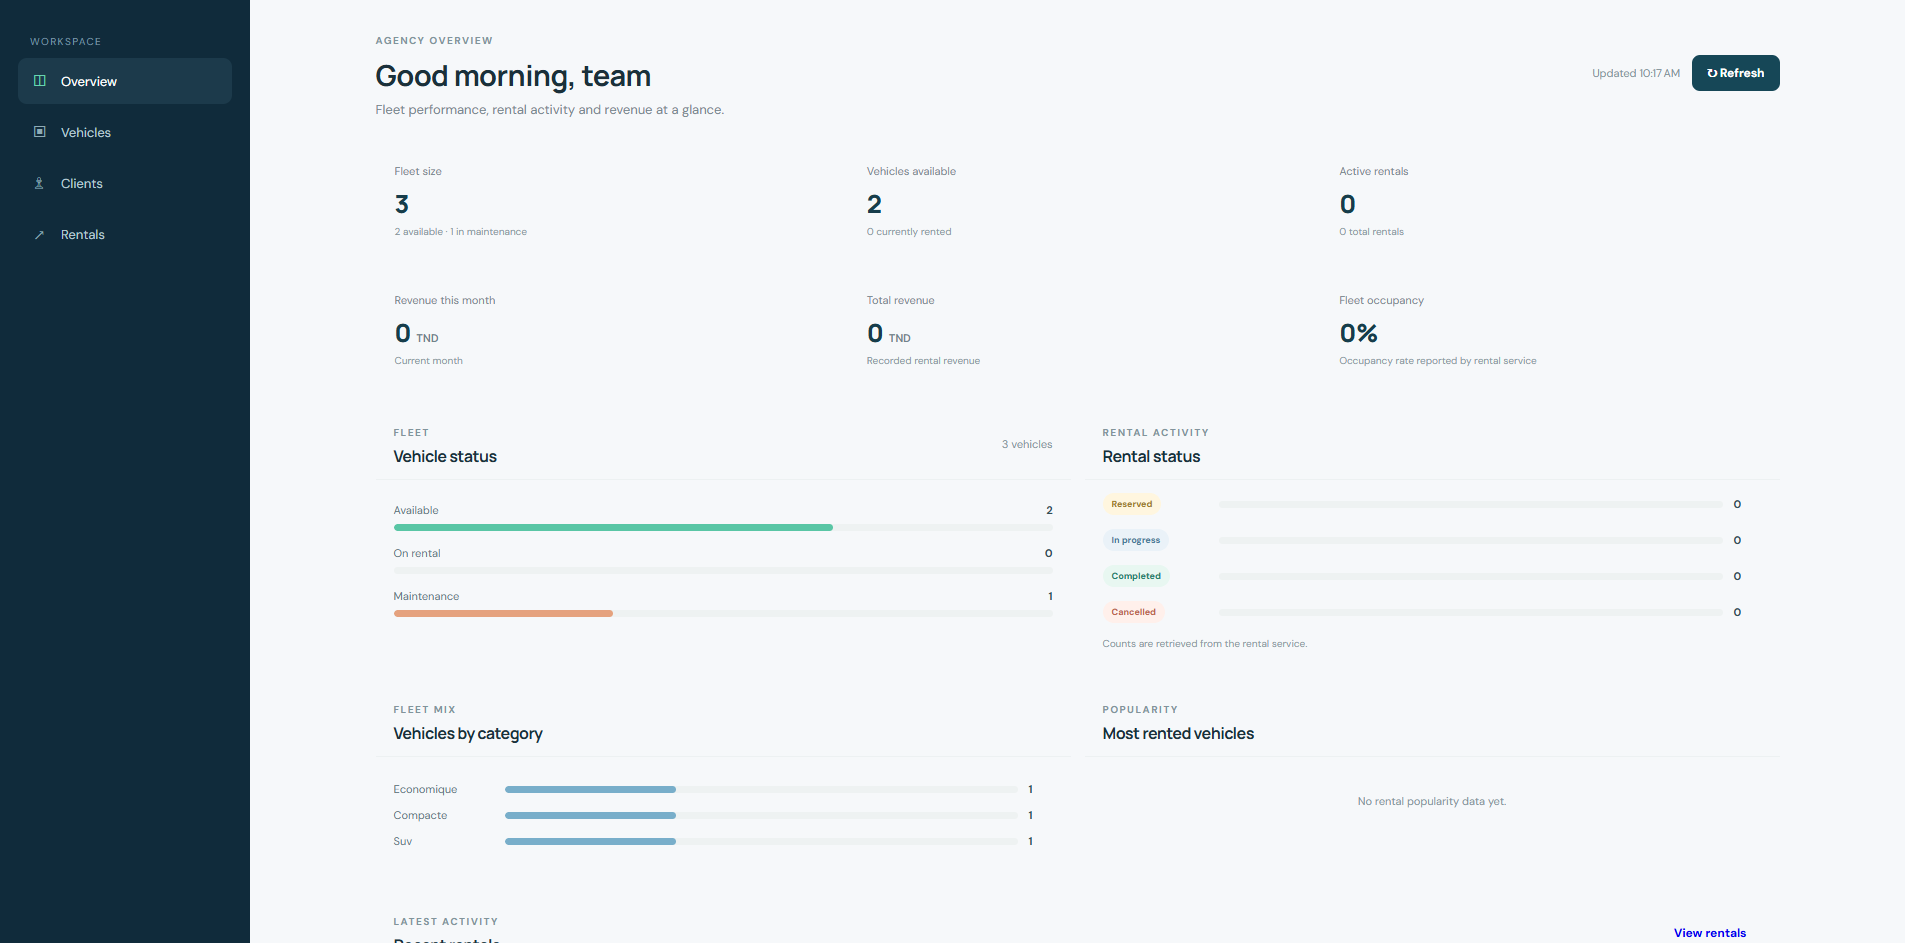 WORKSPACE
Overview
Vehicles
Clients
Rentals
AGENCY OVERVIEW
Good morning, team
Fleet performance, rental activity and revenue at a glance.
Updated 10:17 AM
↻ Refresh
Fleet size
3
2 available · 1 in maintenance
Vehicles available
2
0 currently rented
Active rentals
0
0 total rentals
Revenue this month
0 TND
Current month
Total revenue
0 TND
Recorded rental revenue
Fleet occupancy
0%
Occupancy rate reported by rental service
FLEET
Vehicle status
3 vehicles
Available 2
On rental 0
Maintenance 1
RENTAL ACTIVITY
Rental status
Reserved 0
In progress 0
Completed 0
Cancelled 0
Counts are retrieved from the rental service.
FLEET MIX
Vehicles by category
Economique 1
Compacte 1
Suv 1
POPULARITY
Most rented vehicles
No rental popularity data yet.
LATEST ACTIVITY
Recent rentals
View rentals